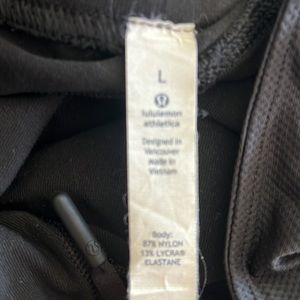 L
lululemon
athletica
Designed in
Vancouver
Made in
Vietnam
Body:
87% NYLON
13% LYCRA®
ELASTANE